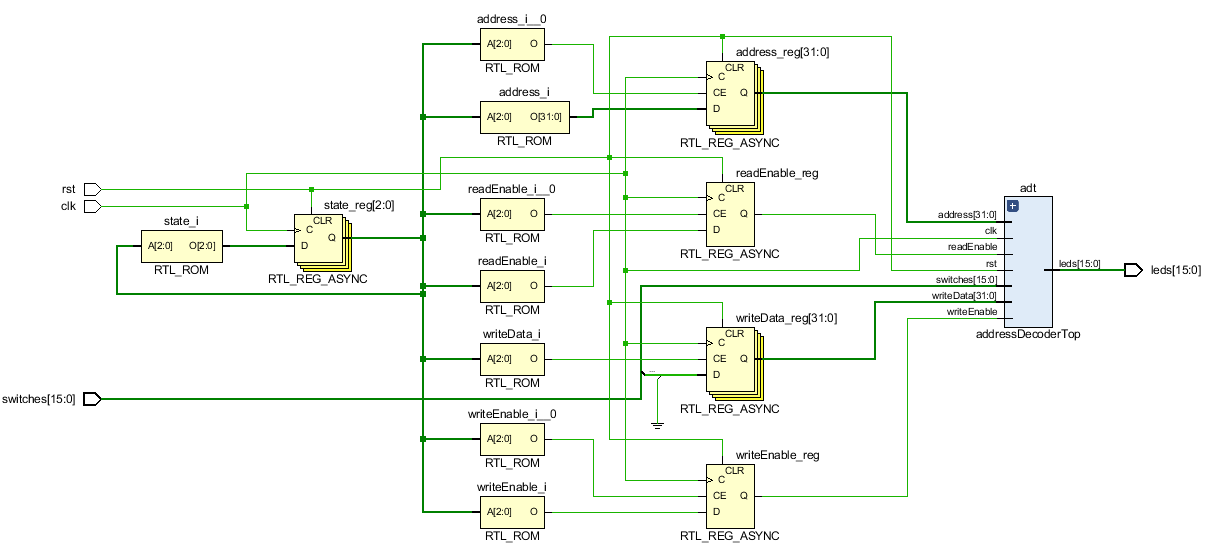 address_i__0
A[2:0] O
RTL_ROM
address_reg[31:0]
CLR
C
CE Q
D
RTL_REG_ASYNC
address_i
A[2:0] O[31:0]
RTL_ROM
rst
clk
state_i
A[2:0] O[2:0]
RTL_ROM
state_reg[2:0]
CLR
C
Q
D
RTL_REG_ASYNC
readEnable_i__0
A[2:0] O
RTL_ROM
readEnable_reg
CLR
C
CE Q
D
RTL_REG_ASYNC
readEnable_i
A[2:0] O
RTL_ROM
adt
+
address[31:0]
clk
readEnable
rst
switches[15:0]
writeData[31:0]
writeEnable
leds[15:0]
addressDecoderTop
leds[15:0]
writeData_i
A[2:0] O
RTL_ROM
writeData_reg[31:0]
CLR
C
CE Q
...
D
RTL_REG_ASYNC
switches[15:0]
writeEnable_i__0
A[2:0] O
RTL_ROM
writeEnable_reg
CLR
C
CE Q
D
RTL_REG_ASYNC
writeEnable_i
A[2:0] O
RTL_ROM